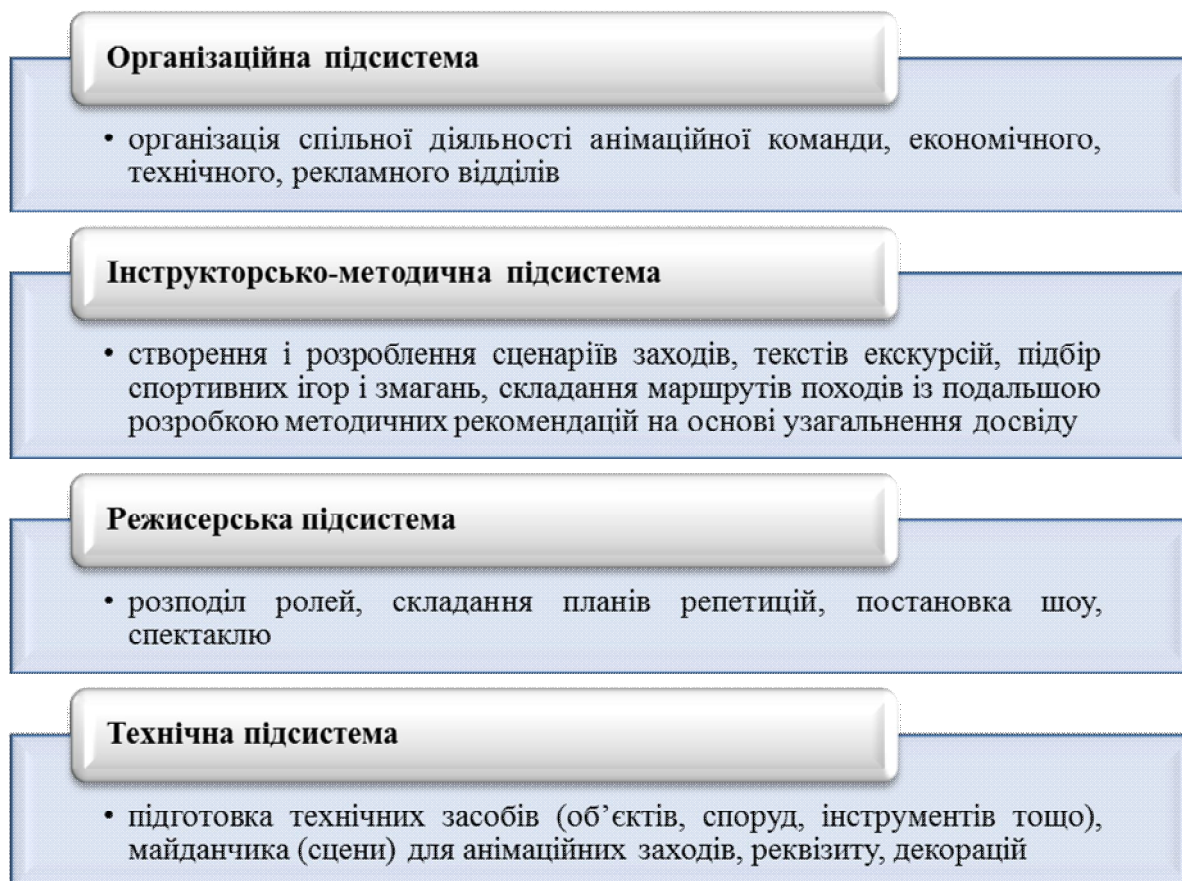 Організаційна підсистема
• організація спільної діяльності анімаційної команди, економічного,
технічного, рекламного відділів
Інструкторсько-методична підсистема
• створення і розроблення сценаріїв заходів, текстів екскурсій, підбір
спортивних ігор і змагань, складання маршрутів походів із подальшою
розробкою методичних рекомендацій на основі узагальнення досвіду
Режисерська підсистема
• розподіл ролей, складання планів репетицій, постановка шоу,
спектаклю
Технічна підсистема
• підготовка технічних засобів (об’єктів, споруд, інструментів тощо),
майданчика (сцени) для анімаційних заходів, реквізиту, декорацій